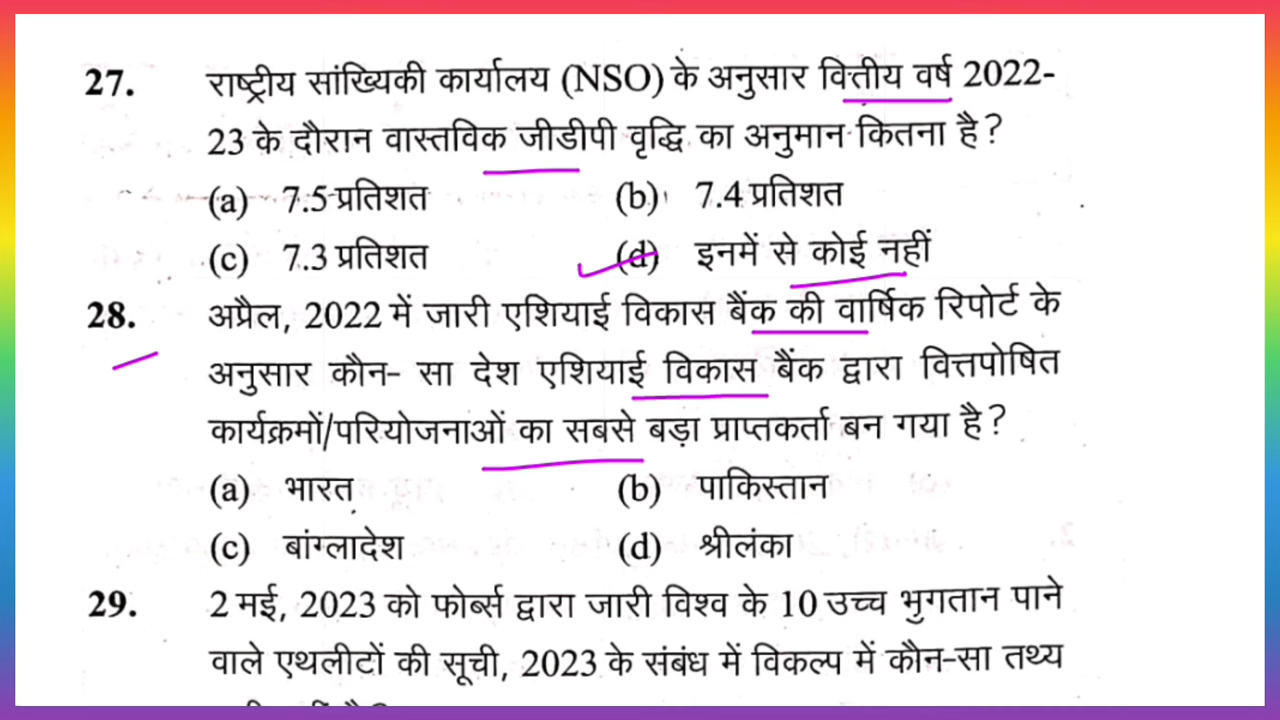 27. राष्ट्रीय सांख्यिकी कार्यालय (NSO) के अनुसार वित्तीय वर्ष 2022-
23 के दौरान वास्तविक जीडीपी वृद्धि का अनुमान कितना है?
(a) 7.5 प्रतिशत (b) 7.4 प्रतिशत
(c) 7.3 प्रतिशत (d) इनमें से कोई नहीं
28. अप्रैल, 2022 में जारी एशियाई विकास बैंक की वार्षिक रिपोर्ट के
अनुसार कौन- सा देश एशियाई विकास बैंक द्वारा वित्तपोषित
कार्यक्रमों/परियोजनाओं का सबसे बड़ा प्राप्तकर्ता बन गया है?
(a) भारत (b) पाकिस्तान
(c) बांग्लादेश (d) श्रीलंका
29. 2 मई, 2023 को फोर्ब्स द्वारा जारी विश्व के 10 उच्च भुगतान पाने
वाले एथलीटों की सूची, 2023 के संबंध में विकल्प में कौन-सा तथ्य